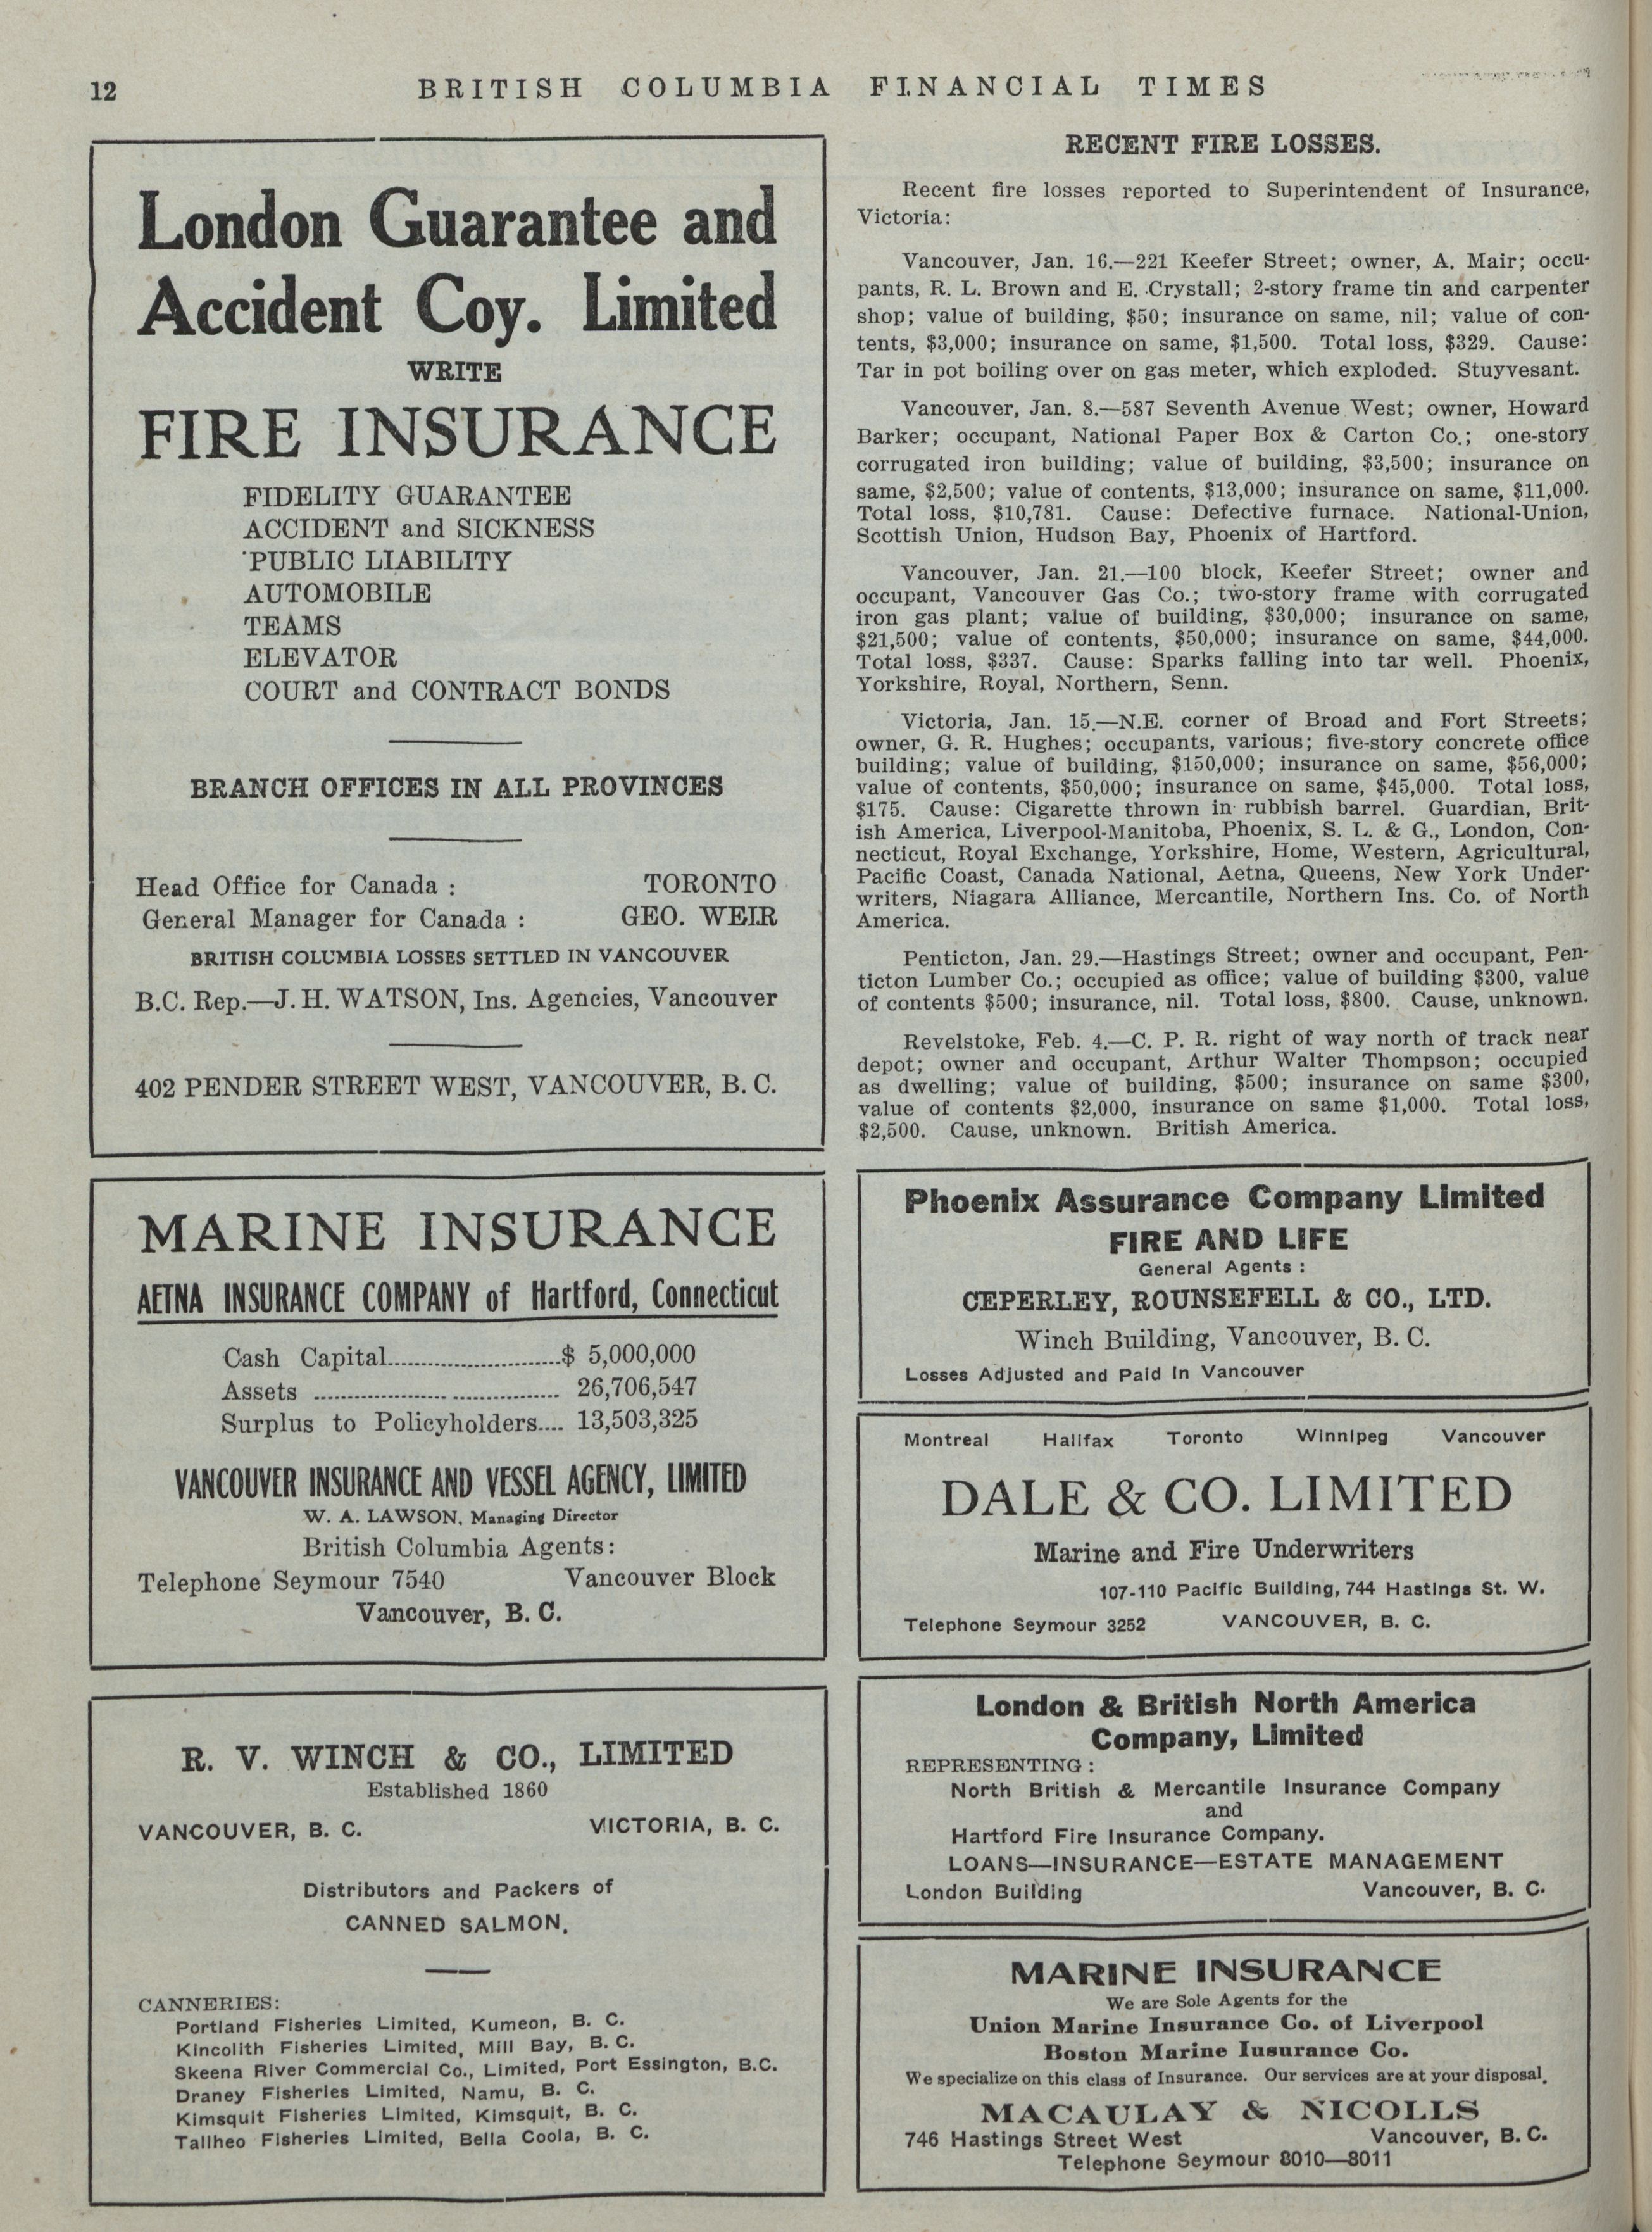 12
BRITISH COLUMBIA FINANCIAL TIMES
London Guarantee and
Accident Coy. Limited
WRITE
FIRE INSURANCE
FIDELITY GUARANTEE
ACCIDENT and SICKNESS
PUBLIC LIABILITY
AUTOMOBILE
TEAMS
ELEVATOR
COURT and CONTRACT BONDS
BRANCH OFFICES IN ALL PROVINCES
Head Office for Canada : TORONTO
General Manager for Canada : GEO. WEIR
BRITISH COLUMBIA LOSSES SETTLED IN VANCOUVER
B.C. Rep.—J. H. WATSON, Ins. Agencies, Vancouver
402 PENDER STREET WEST, VANCOUVER, B. C.
MARINE INSURANCE
AETNA INSURANCE COMPANY of Hartford, Connecticut
Cash Capital..........................$ 5,000,000
Assets .................................. 26,706,547
Surplus to Policyholders.... 13,503,325
VANCOUVER INSURANCE AND VESSEL AGENCY, LIMITED
W. A. LAWSON, Managing Director
British Columbia Agents:
Telephone Seymour 7540 Vancouver Block
Vancouver, B. C.
R. V. WINCH & CO., LIMITED
Established 1860
VANCOUVER, B. C. VICTORIA, B. C.
Distributors and Packers of
CANNED SALMON.
CANNERIES:
Portland Fisheries Limited, Kumeon, B. C.
Kincolith Fisheries Limited, Mill Bay, B. C.
Skeena River Commercial Co., Limited, Port Essington, B.C.
Draney Fisheries Limited, Namu, B. C.
Kimsquit Fisheries Limited, Kimsquit, B. C.
Tallheo Fisheries Limited, Bella Coola, B. C.
RECENT FIRE LOSSES.
Recent fire losses reported to Superintendent of Insurance,
Victoria:
Vancouver, Jan. 16.—221 Keefer Street; owner, A. Mair; occu-
pants, R. L. Brown and E. Crystall; 2-story frame tin and carpenter
shop; value of building, $50; insurance on same, nil; value of con-
tents, $3,000; insurance on same, $1,500. Total loss, $329. Cause:
Tar in pot boiling over on gas meter, which exploded. Stuyvesant.
Vancouver, Jan. 8.—587 Seventh Avenue West; owner, Howard
Barker; occupant, National Paper Box & Carton Co.; one-story
corrugated iron building; value of building, $3,500; insurance on
same, $2,500; value of contents, $13,000; insurance on same, $11,000.
Total loss, $10,781. Cause: Defective furnace. National-Union,
Scottish Union, Hudson Bay, Phoenix of Hartford.
Vancouver, Jan. 21.—100 block, Keefer Street; owner and
occupant, Vancouver Gas Co.; two-story frame with corrugated
iron gas plant; value of building, $30,000; insurance on same,
$21,500; value of contents, $50,000; insurance on same, $44,000.
Total loss, $337. Cause: Sparks falling into tar well. Phoenix,
Yorkshire, Royal, Northern, Senn.
Victoria, Jan. 15.—N.E. corner of Broad and Fort Streets;
owner, G. R. Hughes; occupants, various; five-story concrete office
building; value of building, $150,000; insurance on same, $56,000;
value of contents, $50,000; insurance on same, $45,000. Total loss,
$175. Cause: Cigarette thrown in rubbish barrel. Guardian, Brit-
ish America, Liverpool-Manitoba, Phoenix, S. L. & G., London, Con-
necticut, Royal Exchange, Yorkshire, Home, Western, Agricultural,
Pacific Coast, Canada National, Aetna, Queens, New York Under-
writers, Niagara Alliance, Mercantile, Northern Ins. Co. of North
America.
Penticton, Jan. 29.—Hastings Street; owner and occupant, Pen-
ticton Lumber Co.; occupied as office; value of building $300, value
of contents $500; insurance, nil. Total loss, $800. Cause, unknown.
Revelstoke, Feb. 4.—C. P. R. right of way north of track near
depot; owner and occupant, Arthur Walter Thompson; occupied
as dwelling; value of building, $500; insurance on same $300,
value of contents $2,000, insurance on same $1,000. Total loss,
$2,500. Cause, unknown. British America.
Phoenix Assurance Company Limited
FIRE AND LIFE
General Agents :
CEPERLEY, ROUNSEFELL & CO., LTD.
Winch Building, Vancouver, B. C.
Losses Adjusted and Paid in Vancouver
Montreal Halifax Toronto Winnipeg Vancouver
DALE & CO. LIMITED
Marine and Fire Underwriters
107-110 Pacific Building, 744 Hastings St. W.
Telephone Seymour 3252 VANCOUVER, B. C.
London & British North America
Company, Limited
REPRESENTING :
North British & Mercantile Insurance Company
and
Hartford Fire Insurance Company.
LOANS—INSURANCE—ESTATE MANAGEMENT
London Building Vancouver, B. C.
MARINE INSURANCE
We are Sole Agents for the
Union Marine Insurance Co. of Liverpool
Boston Marine Iusurance Co.
We specialize on this class of Insurance. Our services are at your disposal.
MACAULAY & NICOLLS
746 Hastings Street West Vancouver, B. C.
Telephone Seymour 8010—8011